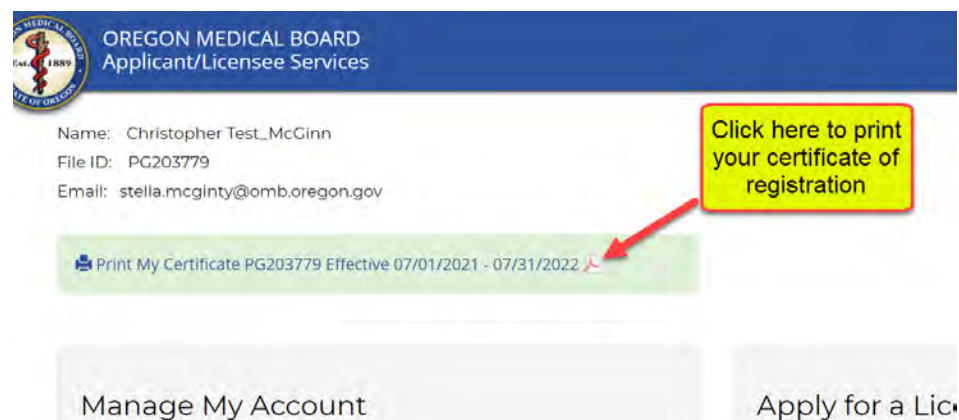 OREGON MEDICAL BOARD
Applicant/Licensee Services
EST. 1889
Name: Christopher Test_McGinn
File ID: PG203779
Email: stella.mcginty@omb.oregon.gov
Click here to print
your certificate of
registration
Print My Certificate PG203779 Effective 07/01/2021 - 07/31/2022
Manage My Account
Apply for a Lic